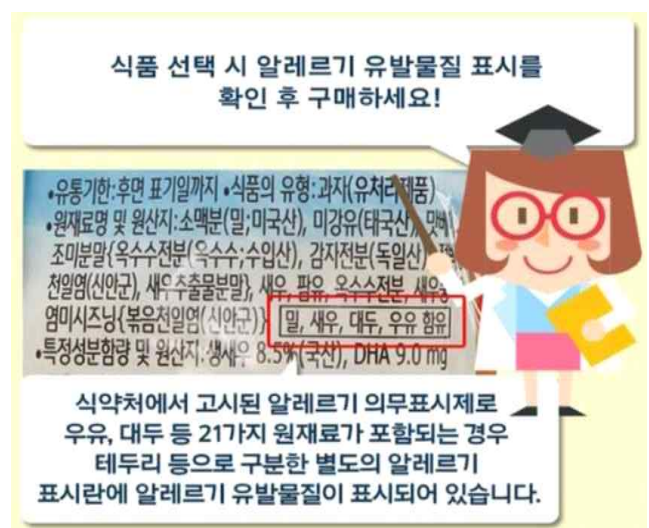 식품 선택 시 알레르기 유발물질 표시를
확인 후 구매하세요!
•유통기한:후면 표기일까지 •식품의 유형:과자(유처리제품)
•원재료명 및 원산지:소맥분(밀;미국산), 미강유(태국산),
조미분말{옥수수전분(옥수수;수입산), 감자전분(독일산)
천일염(신안군), 새우추출물분말}, 새우, 팜유, 옥수수전분,
염미시즈닝{볶음천일염(신안군)} 밀, 새우, 대두, 우유 함유
•특정성분함량 및 원산지:생새우 8.5%(국산), DHA 9.0 mg
식약처에서 고시된 알레르기 의무표시제로
우유, 대두 등 21가지 원재료가 포함되는 경우
테두리 등으로 구분한 별도의 알레르기
표시란에 알레르기 유발물질이 표시되어 있습니다.